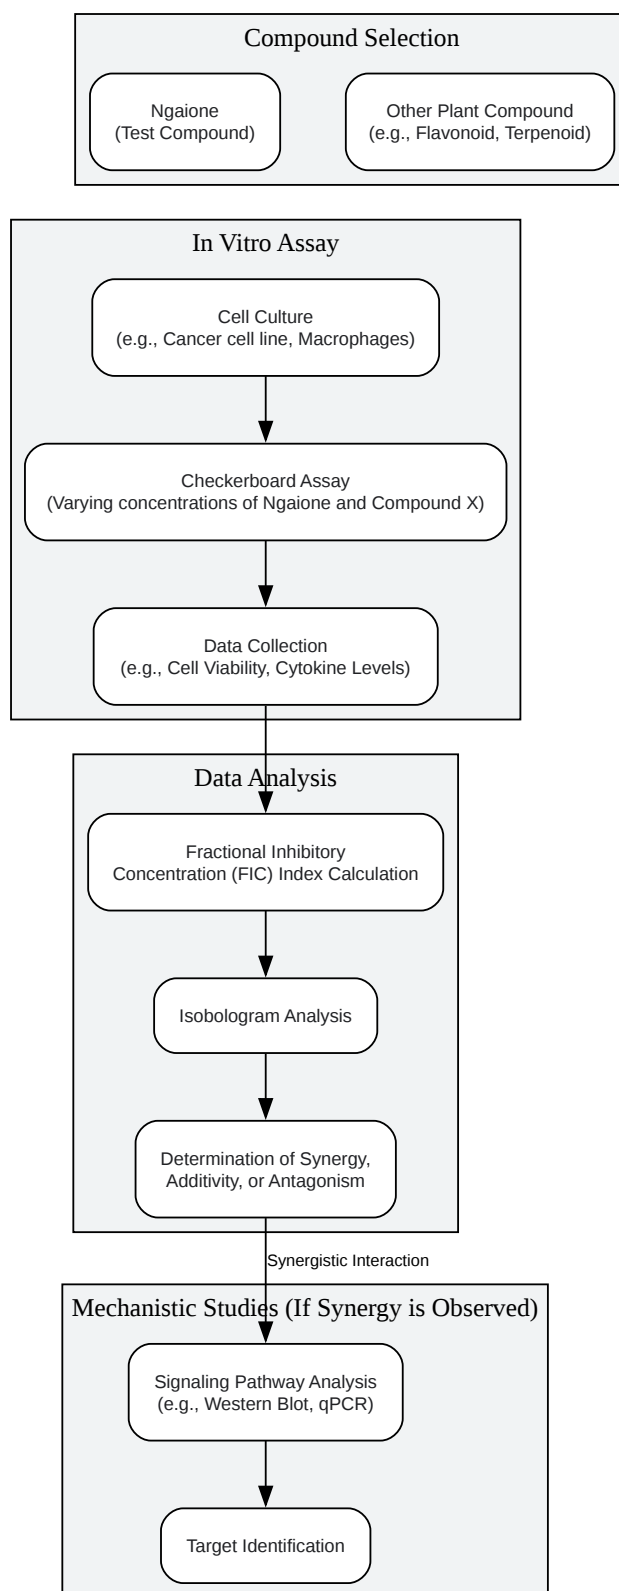 Compound Selection
Ngaione
(Test Compound)
Other Plant Compound
(e.g., Flavonoid, Terpenoid)
In Vitro Assay
Cell Culture
(e.g., Cancer cell line, Macrophages)
Checkerboard Assay
(Varying concentrations of Ngaione and Compound X)
Data Collection
(e.g., Cell Viability, Cytokine Levels)
Data Analysis
Fractional Inhibitory
Concentration (FIC) Index Calculation
Isobologram Analysis
Determination of Synergy,
Additivity, or Antagonism
Synergistic Interaction
Mechanistic Studies (If Synergy is Observed)
Signaling Pathway Analysis
(e.g., Western Blot, qPCR)
Target Identification